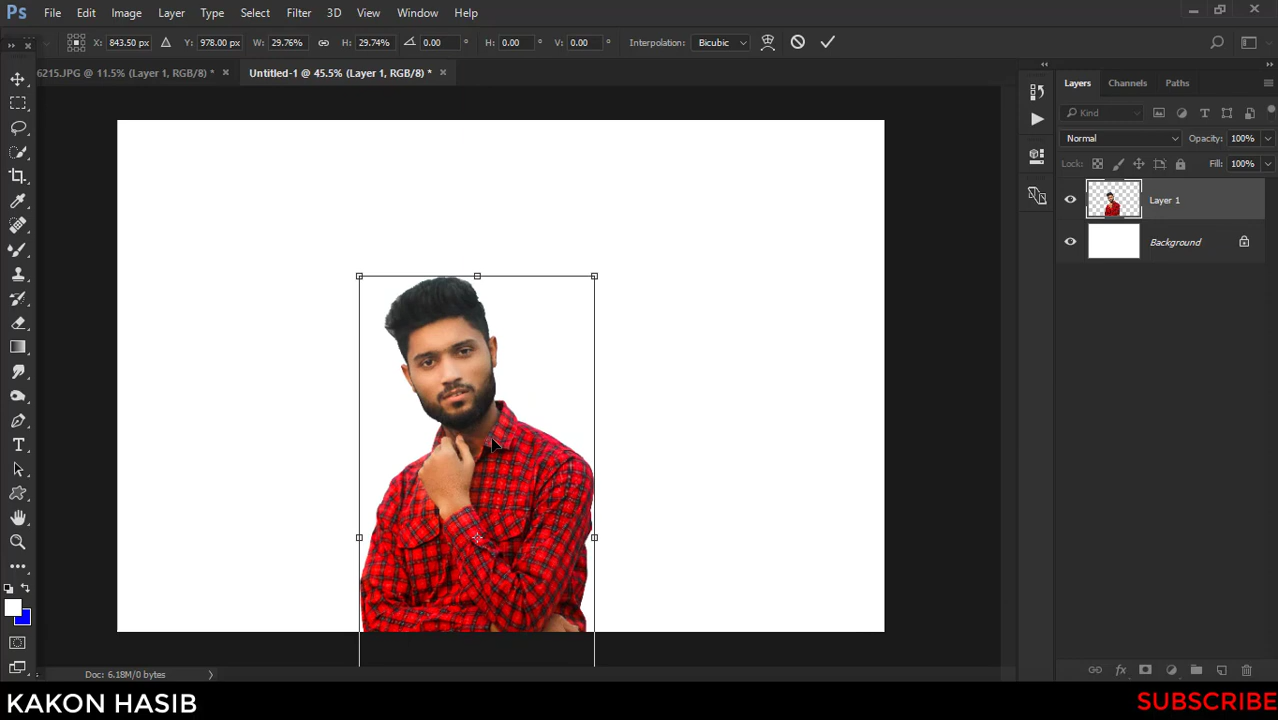 Ps File Edit Image Layer Type Select Filter 3D View Window Help
X: 843.50 px Y: 978.00 px W: 29.76% H: 29.74% 0.00 ° H: 0.00 ° V: 0.00 ° Interpolation: Bicubic
6215.JPG @ 11.5% (Layer 1, RGB/8) * × Untitled-1 @ 45.5% (Layer 1, RGB/8) * ×
Layers Channels Paths
Kind
Normal Opacity: 100%
Lock: Fill: 100%
Layer 1
Background
Doc: 6.18M/0 bytes
KAKON HASIB SUBSCRIBE